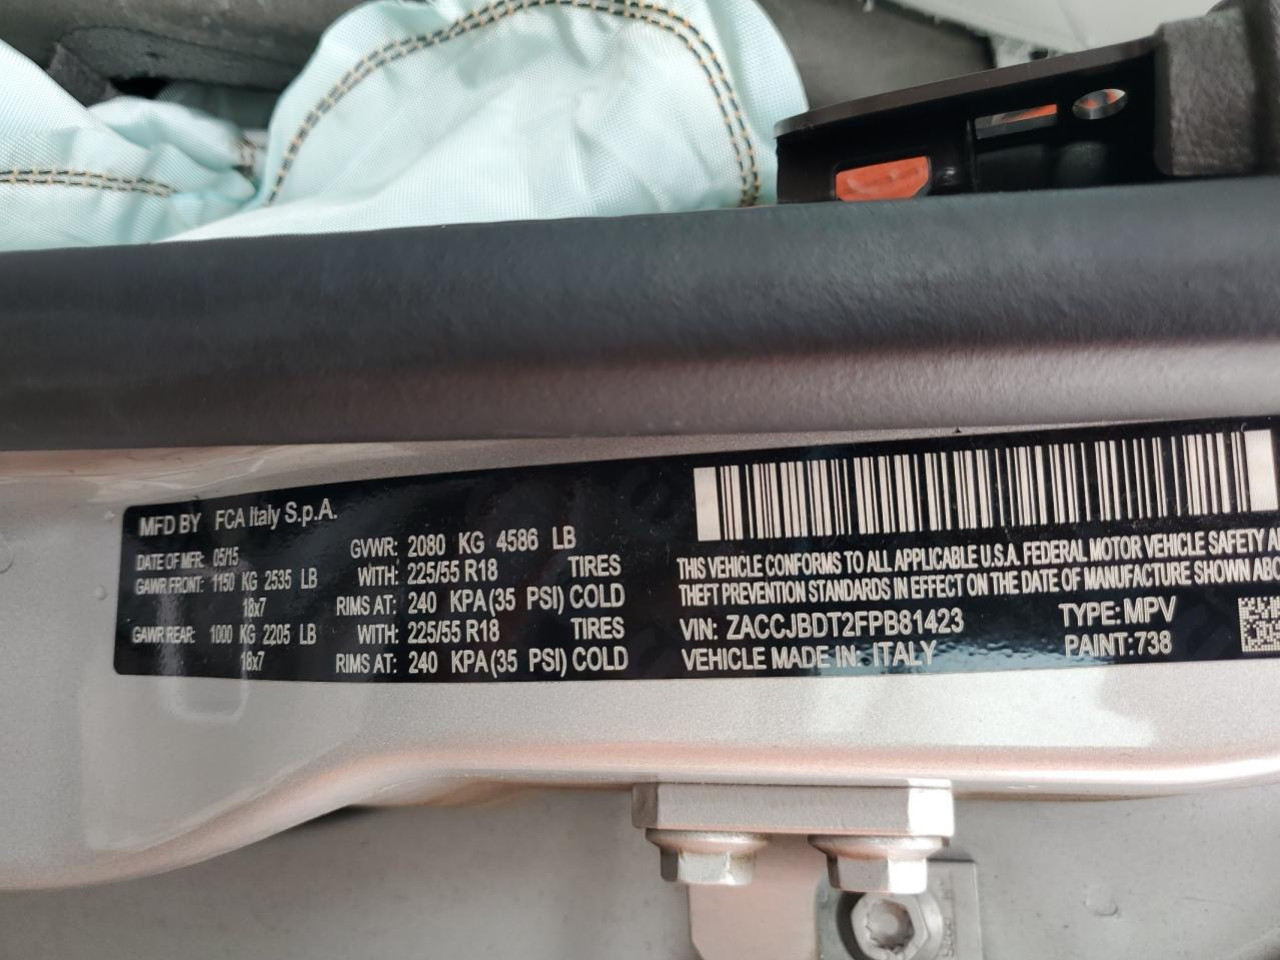 MFD BY FCA Italy S.p.A.
DATE OF MFR: 05/15 GVWR: 2080 KG 4586 LB
GAWR FRONT: 1150 KG 2535 LB WITH: 225/55 R18 TIRES
18x7 RIMS AT: 240 KPA (35 PSI) COLD
GAWR REAR: 1000 KG 2205 LB WITH: 225/55 R18 TIRES
18x7 RIMS AT: 240 KPA (35 PSI) COLD
THIS VEHICLE CONFORMS TO ALL APPLICABLE U.S.A. FEDERAL MOTOR VEHICLE SAFETY A
THEFT PREVENTION STANDARDS IN EFFECT ON THE DATE OF MANUFACTURE SHOWN ABO
VIN: ZACCJBDT2FPB81423 TYPE: MPV
VEHICLE MADE IN: ITALY PAINT:738